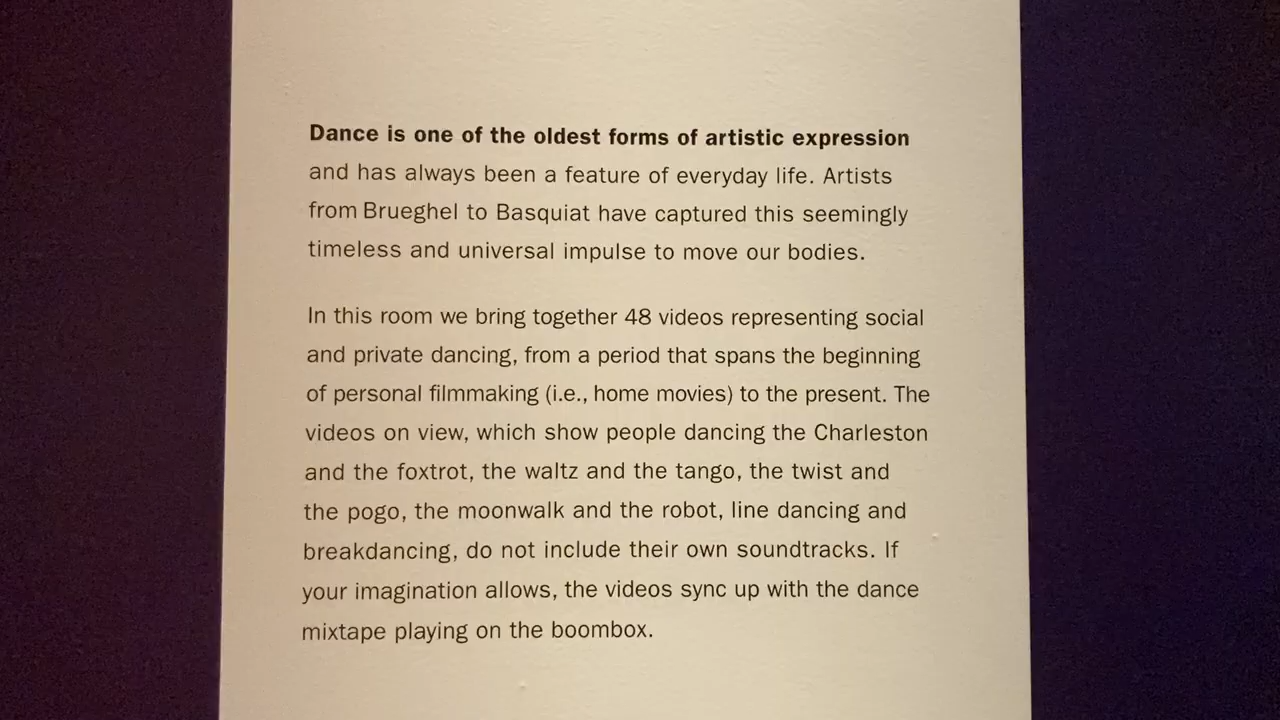 Dance is one of the oldest forms of artistic expression
and has always been a feature of everyday life. Artists
from Brueghel to Basquiat have captured this seemingly
timeless and universal impulse to move our bodies.
In this room we bring together 48 videos representing social
and private dancing, from a period that spans the beginning
of personal filmmaking (i.e., home movies) to the present. The
videos on view, which show people dancing the Charleston
and the foxtrot, the waltz and the tango, the twist and
the pogo, the moonwalk and the robot, line dancing and
breakdancing, do not include their own soundtracks. If
your imagination allows, the videos sync up with the dance
mixtape playing on the boombox.